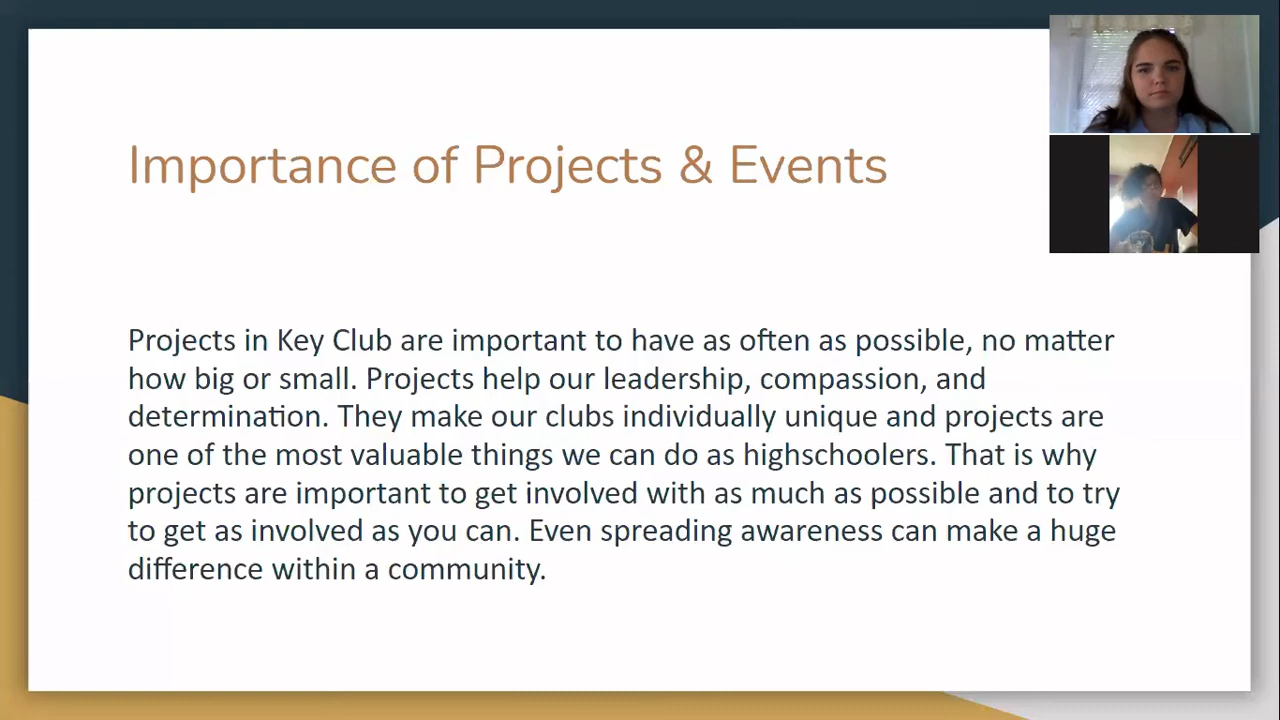 Importance of Projects & Events
Projects in Key Club are important to have as often as possible, no matter
how big or small. Projects help our leadership, compassion, and
determination. They make our clubs individually unique and projects are
one of the most valuable things we can do as highschoolers. That is why
projects are important to get involved with as much as possible and to try
to get as involved as you can. Even spreading awareness can make a huge
difference within a community.